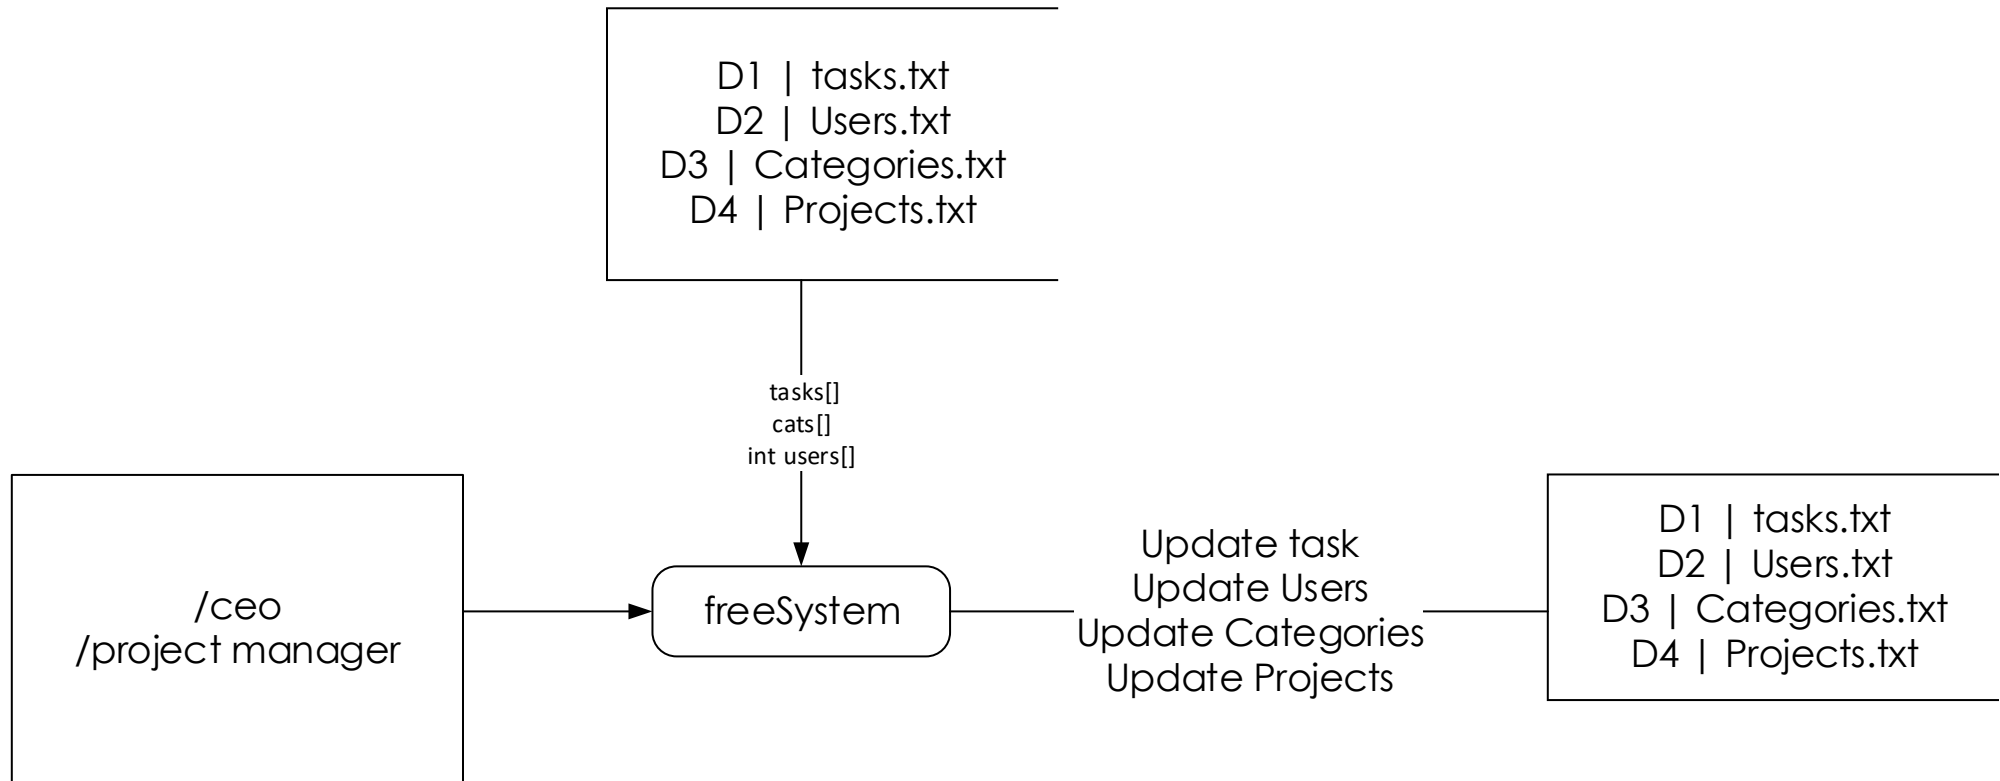 D1 | tasks.txt
D2 | Users.txt
D3 | Categories.txt
D4 | Projects.txt
tasks[]
cats[]
int users[]
/ceo
/project manager
freeSystem
Update task
Update Users
Update Categories
Update Projects
D1 | tasks.txt
D2 | Users.txt
D3 | Categories.txt
D4 | Projects.txt